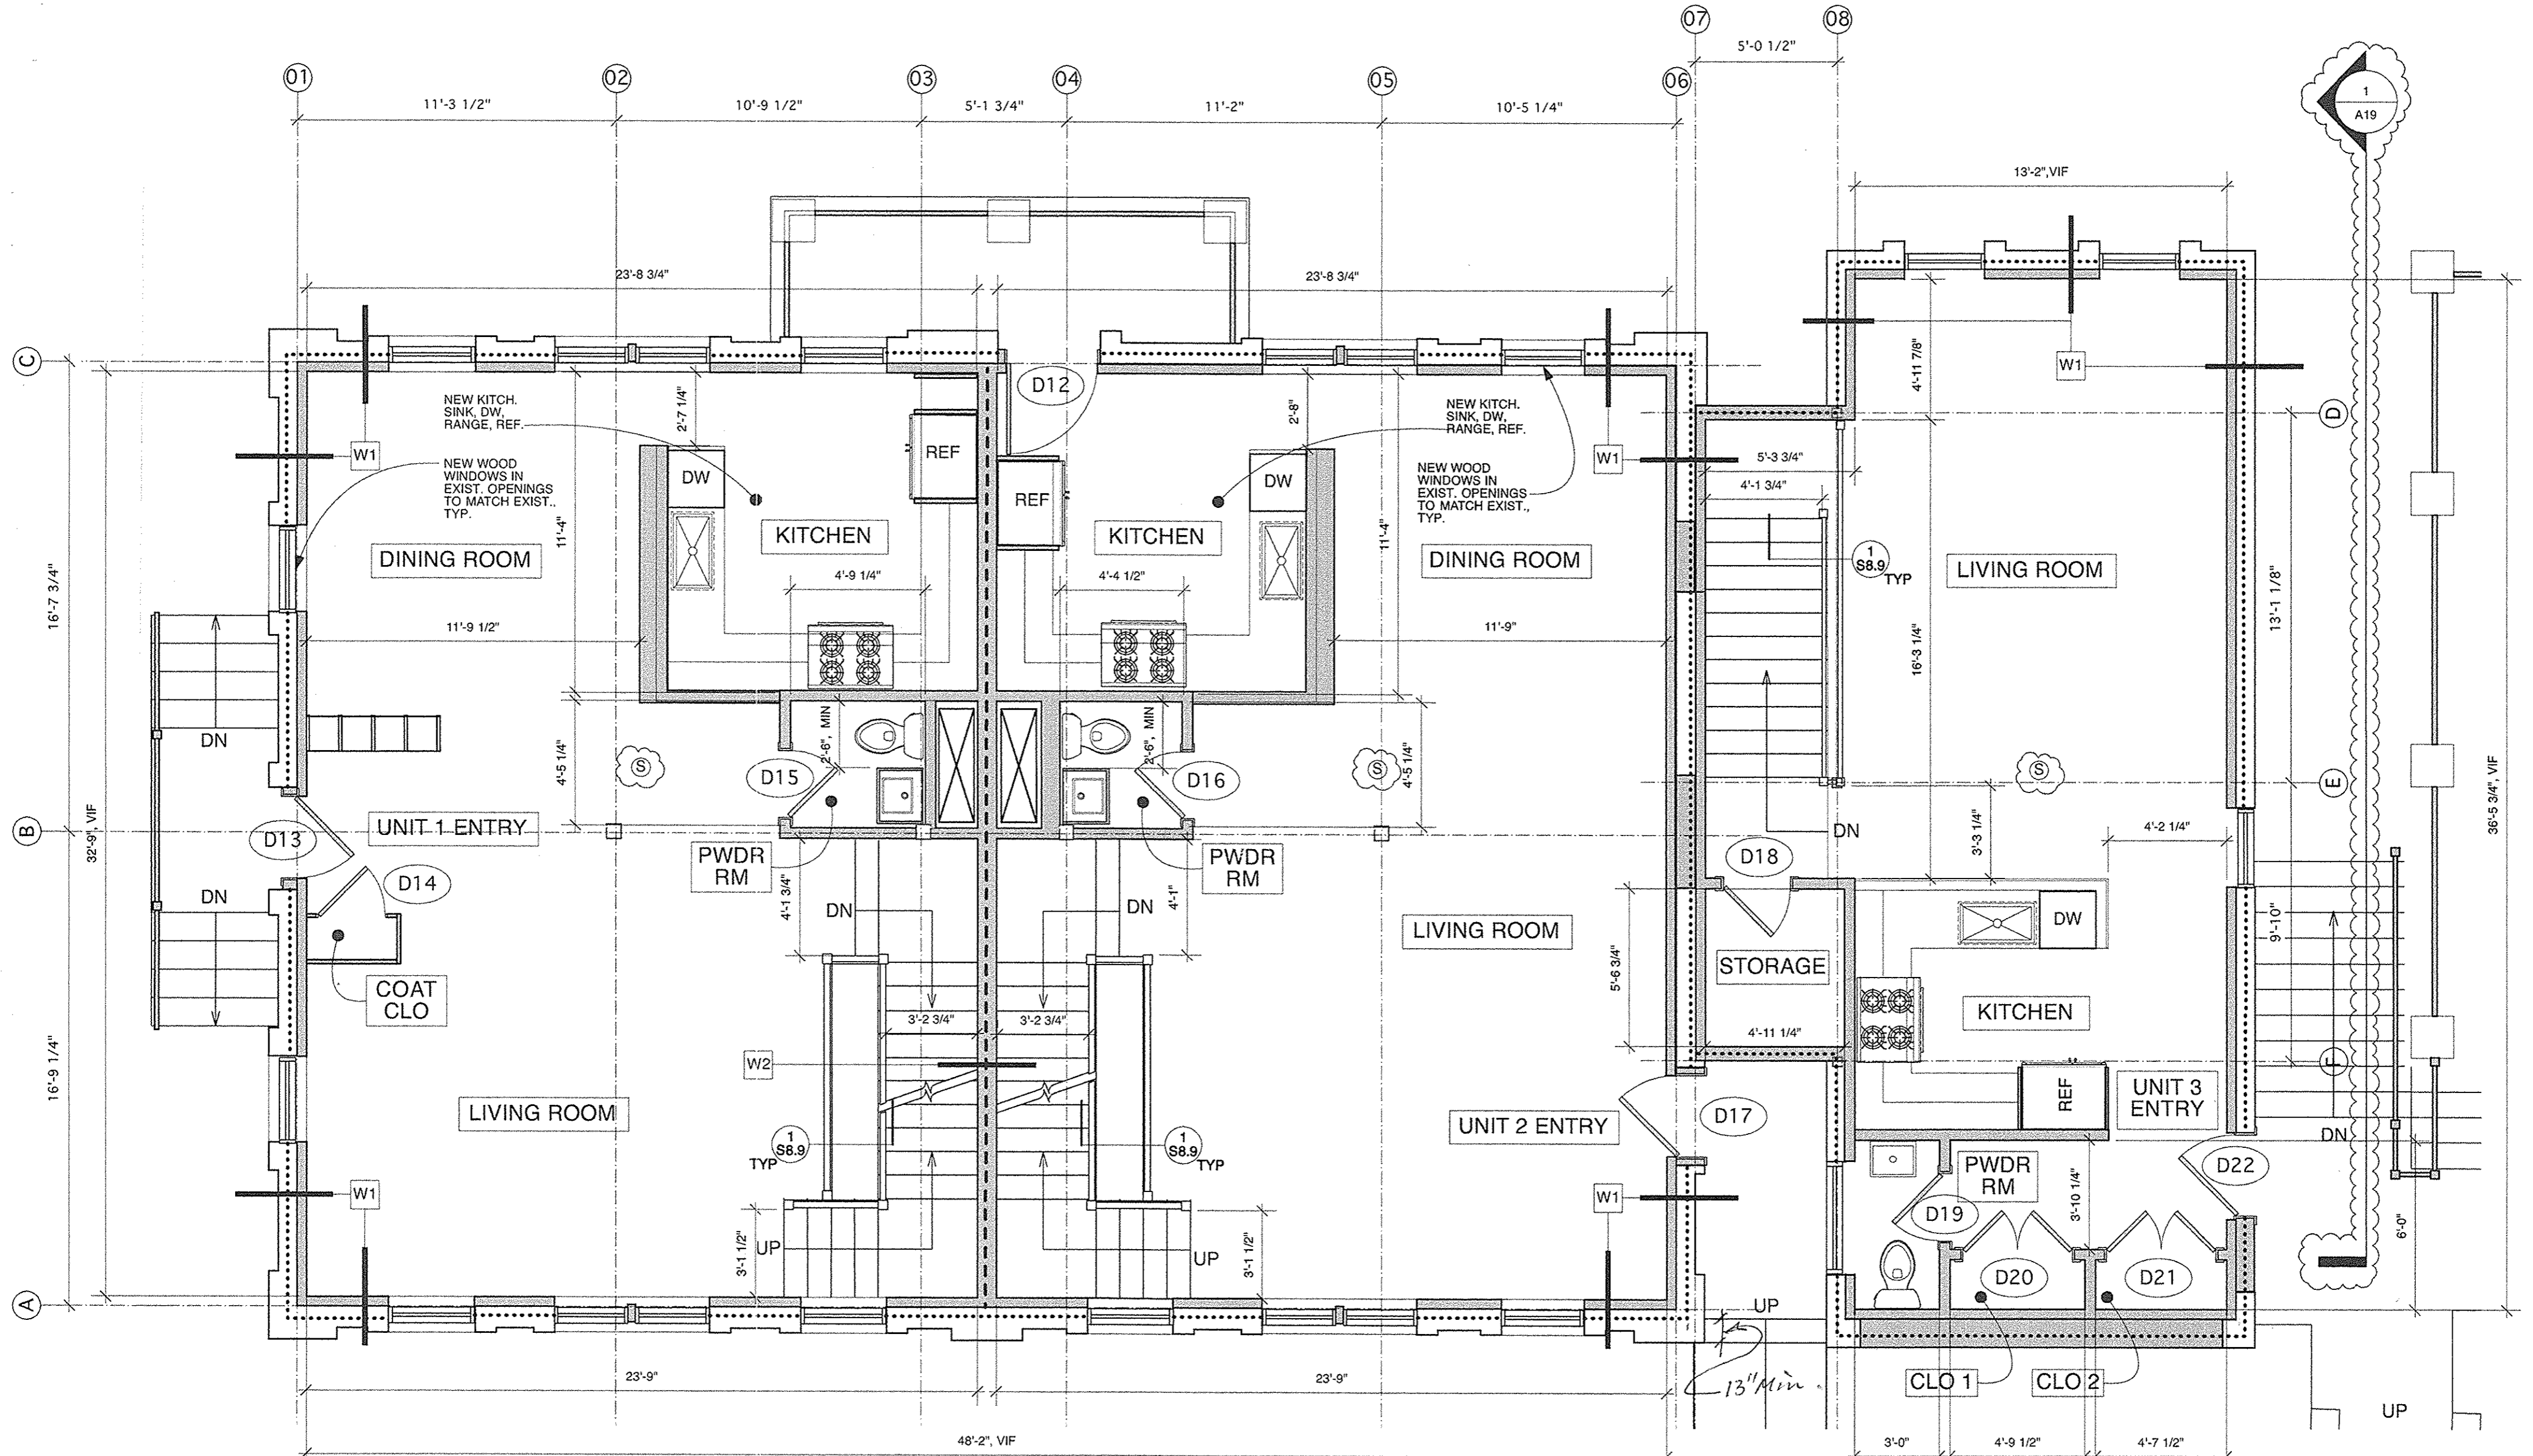 07
08
5'-0 1/2"
01
02
03
04
05
06
11'-3 1/2"
10'-9 1/2"
5'-1 3/4"
11'-2"
10'-5 1/4"
1
A19
13'-2",VIF
23'-8 3/4"
23'-8 3/4"
C
D12
W1
4'-11 7/8"
D
NEW KITCH.
SINK, DW,
RANGE, REF.
2'-7 1/4"
REF
2'-8"
NEW KITCH.
SINK, DW,
RANGE, REF.
W1
W1
5'-3 3/4"
NEW WOOD
WINDOWS IN
EXIST. OPENINGS
TO MATCH EXIST..
TYP.
DW
REF
DW
NEW WOOD
WINDOWS IN
EXIST. OPENINGS
TO MATCH EXIST.,
TYP.
4'-1 3/4"
DINING ROOM
11'-4"
KITCHEN
KITCHEN
11'-4"
DINING ROOM
1
S8.9
TYP
LIVING ROOM
16'-7 3/4"
4'-9 1/4"
4'-4 1/2"
13'-1 1/8"
11'-9 1/2"
11'-9"
16'-3 1/4"
DN
4'-5 1/4"
S
D15
2'-6", MIN
2'-6", MIN
D16
S
4'-5 1/4"
S
E
36'-5 3/4", VIF
B
32'-9", VIF
D13
UNIT 1 ENTRY
DN
3'-3 1/4"
4'-2 1/4"
PWDR
RM
PWDR
RM
D18
D14
DN
4'-1 3/4"
DN
DN
4'-1"
LIVING ROOM
DW
9'-10"
5'-6 3/4"
STORAGE
COAT
CLO
KITCHEN
3'-2 3/4"
3'-2 3/4"
4'-11 1/4"
16'-9 1/4"
W2
F
REF
UNIT 3
ENTRY
LIVING ROOM
UNIT 2 ENTRY
D17
1
S8.9
TYP
1
S8.9
TYP
DN
PWDR
RM
D22
W1
W1
3'-10 1/4"
D19
6'-0"
3'-1 1/2"
UP
UP
3'-1 1/2"
D20
D21
A
UP
13" Min.
23'-9"
23'-9"
CLO 1
CLO 2
UP
48'-2", VIF
3'-0"
4'-9 1/2"
4'-7 1/2"